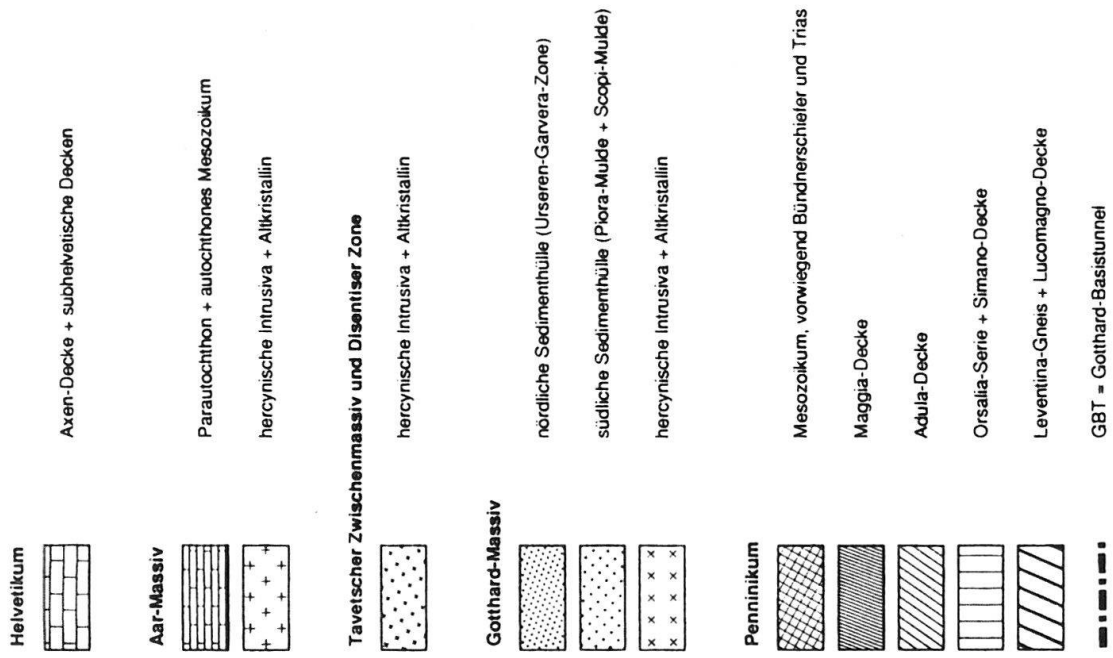 Helvetikum
Axen-Decke + subhelvetische Decken
Aar-Massiv
Parautochthon + autochthones Mesozoikum
hercynische Intrusiva + Altkristallin
Tavetscher Zwischenmassiv und Disentiser Zone
hercynische Intrusiva + Altkristallin
Gotthard-Massiv
nördliche Sedimenthülle (Urseren-Garvera-Zone)
südliche Sedimenthülle (Piora-Mulde + Scopi-Mulde)
hercynische Intrusiva + Altkristallin
Penninikum
Mesozoikum, vorwiegend Bündnerschiefer und Trias
Maggia-Decke
Adula-Decke
Orsalia-Serie + Simano-Decke
Leventina-Gneis + Lucomagno-Decke
GBT = Gotthard-Basistunnel